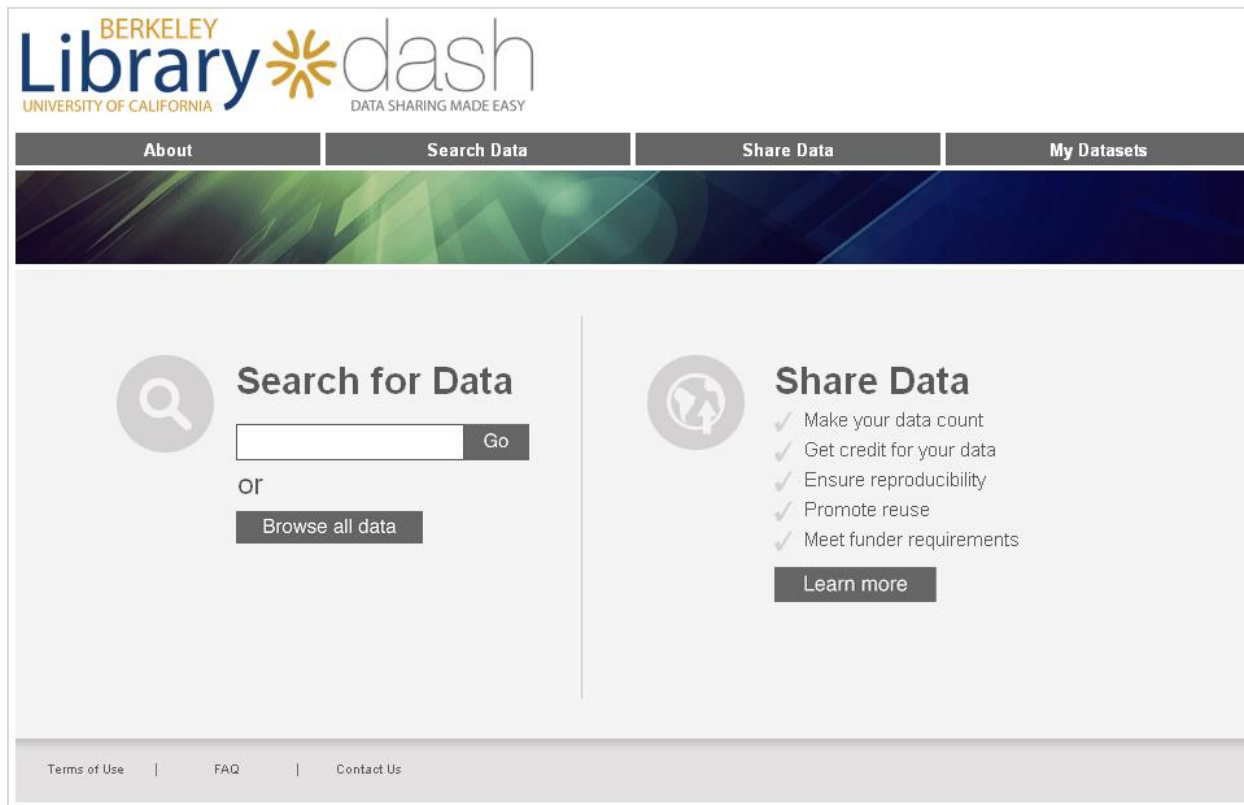 BERKELEY
Library
UNIVERSITY OF CALIFORNIA
dash
DATA SHARING MADE EASY
About
Search Data
Share Data
My Datasets
Search for Data
Go
or
Browse all data
Share Data
Make your data count
Get credit for your data
Ensure reproducibility
Promote reuse
Meet funder requirements
Learn more
Terms of Use | FAQ | Contact Us